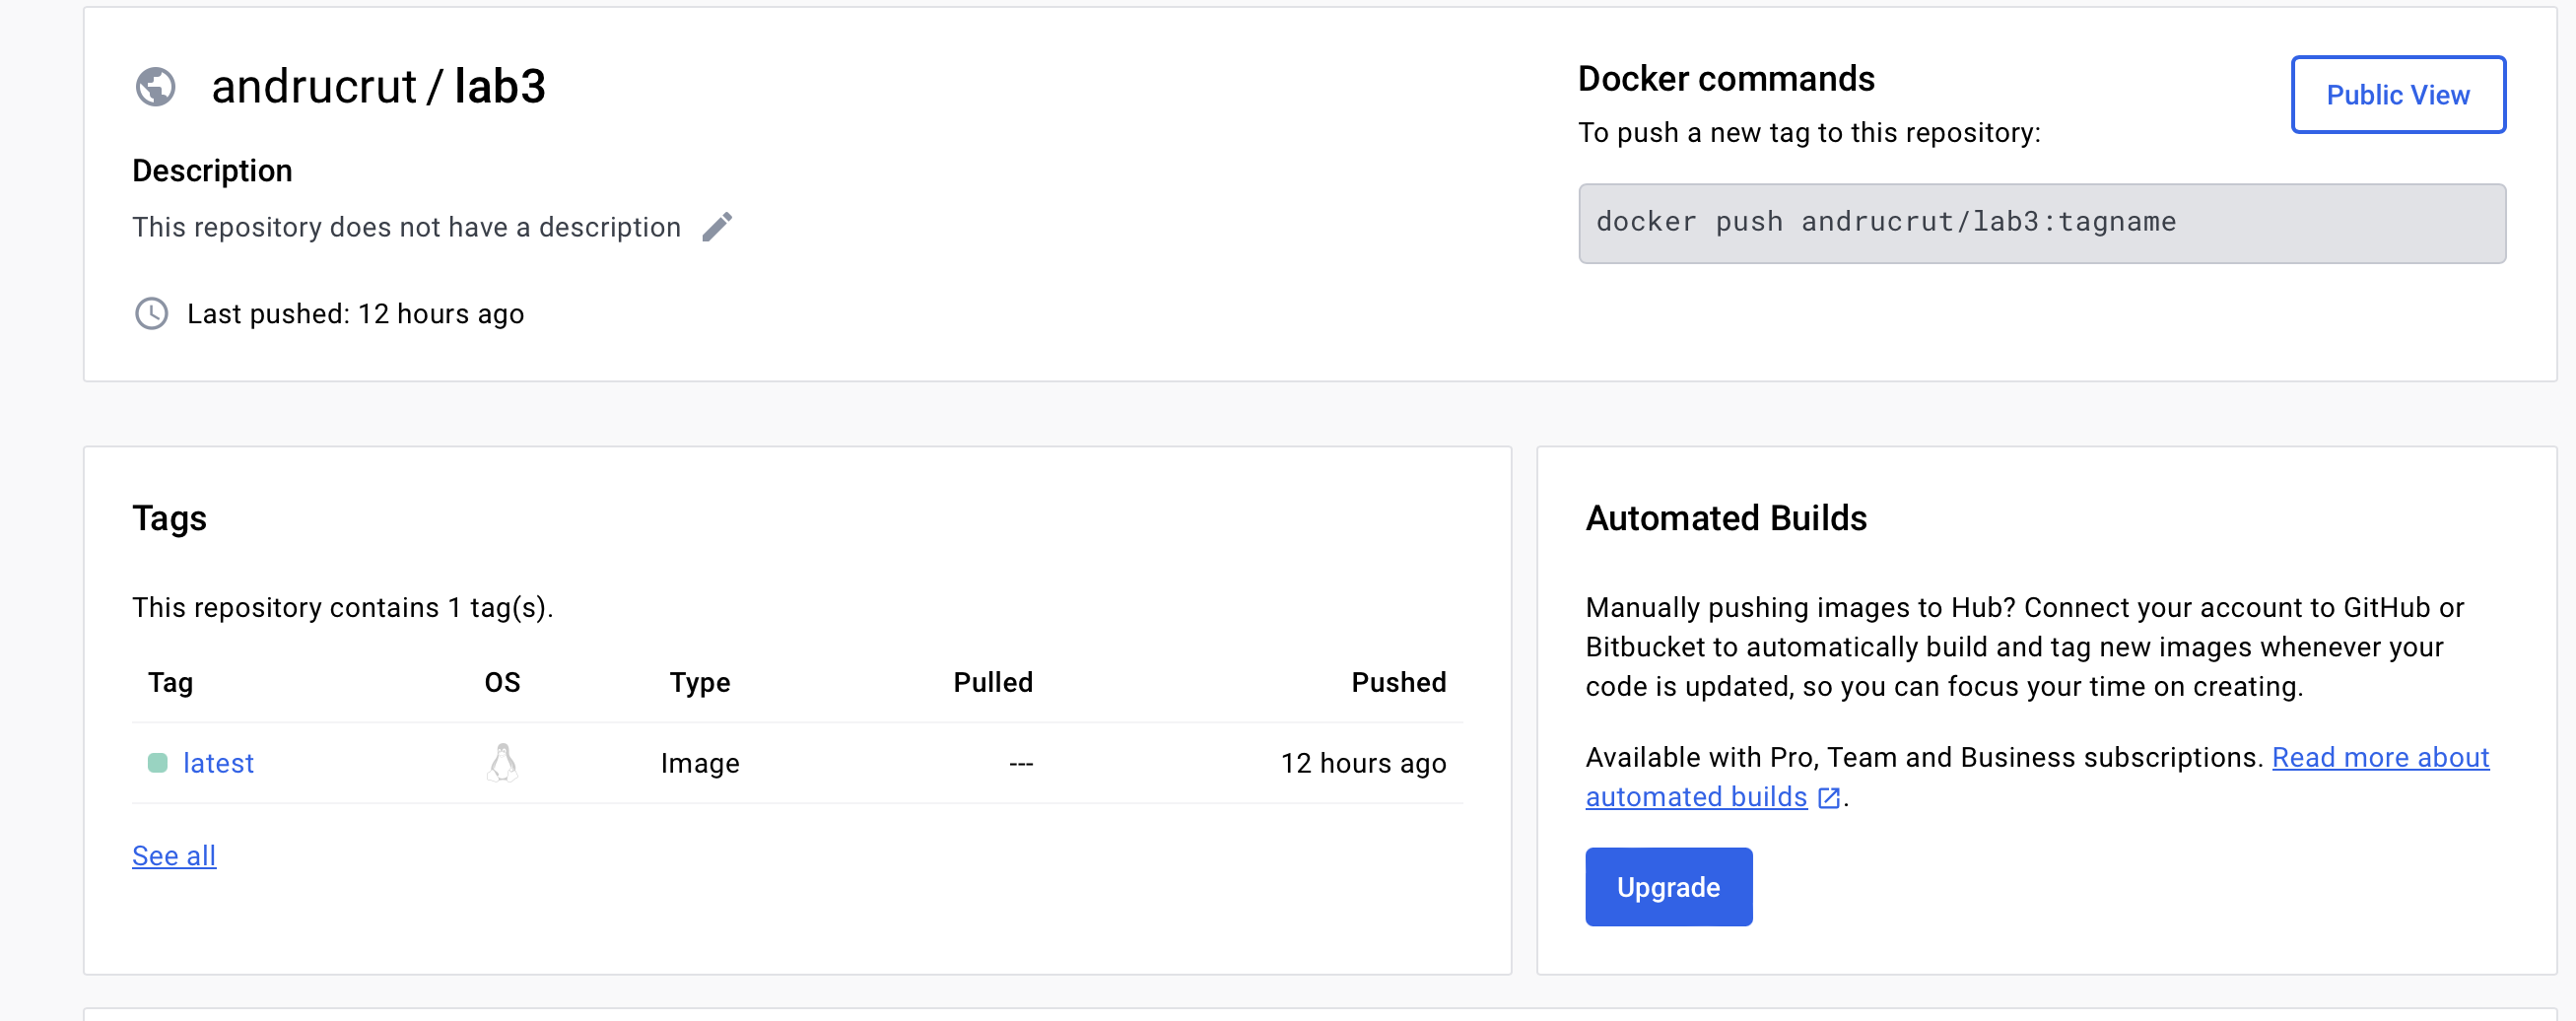 andrucrut / lab3
Description
This repository does not have a description
Last pushed: 12 hours ago
Docker commands
To push a new tag to this repository:
Public View
docker push andrucrut/lab3:tagname
Tags
This repository contains 1 tag(s).
Tag OS Type Pulled Pushed
latest Image --- 12 hours ago
See all
Automated Builds
Manually pushing images to Hub? Connect your account to GitHub or
Bitbucket to automatically build and tag new images whenever your
code is updated, so you can focus your time on creating.
Available with Pro, Team and Business subscriptions. Read more about
automated builds .
Upgrade